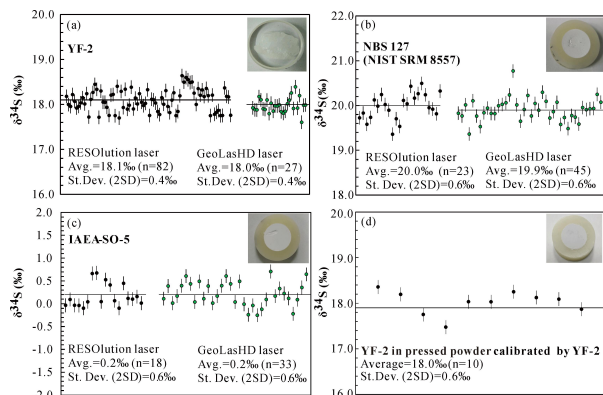 (a)
YF-2
δ34S (‰)
20.0
19.0
18.0
17.0
16.0
RESOlution laser
Avg.=18.1‰ (n=82)
St.Dev. (2SD)=0.4‰
GeoLasHD laser
Avg.=18.0‰ (n=27)
St.Dev. (2SD)=0.4‰
(b)
NBS 127
(NIST SRM 8557)
δ34S (‰)
22.0
21.0
20.0
19.0
18.0
17.0
RESOlution laser
Avg.=20.0‰ (n=23)
St.Dev. (2SD)=0.6‰
GeoLasHD laser
Avg.=19.9‰ (n=45)
St.Dev. (2SD)=0.6‰
(c)
IAEA-SO-5
δ34S (‰)
2.0
1.5
1.0
0.5
0.0
-0.5
-1.0
-1.5
RESOlution laser
Avg.=0.2‰ (n=18)
St. Dev. (2SD)=0.6‰
GeoLasHD laser
Avg.=0.2‰ (n=33)
St. Dev. (2SD)=0.6‰
(d)
δ34S (‰)
20.0
19.0
18.0
17.0
16.0
YF-2 in pressed powder calibrated by YF-2
Average=18.0‰ (n=10)
St.Dev. (2SD)=0.6‰